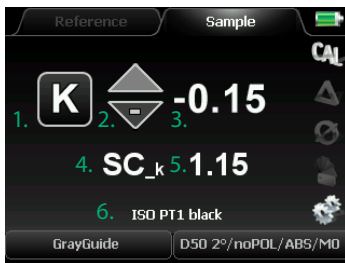 Reference Sample
CAL
1. K 2. - 3. -0.15
4. SC_k 5. 1.15
6. ISO PT1 black
GrayGuide D50 2°/noPOL/ABS/M0